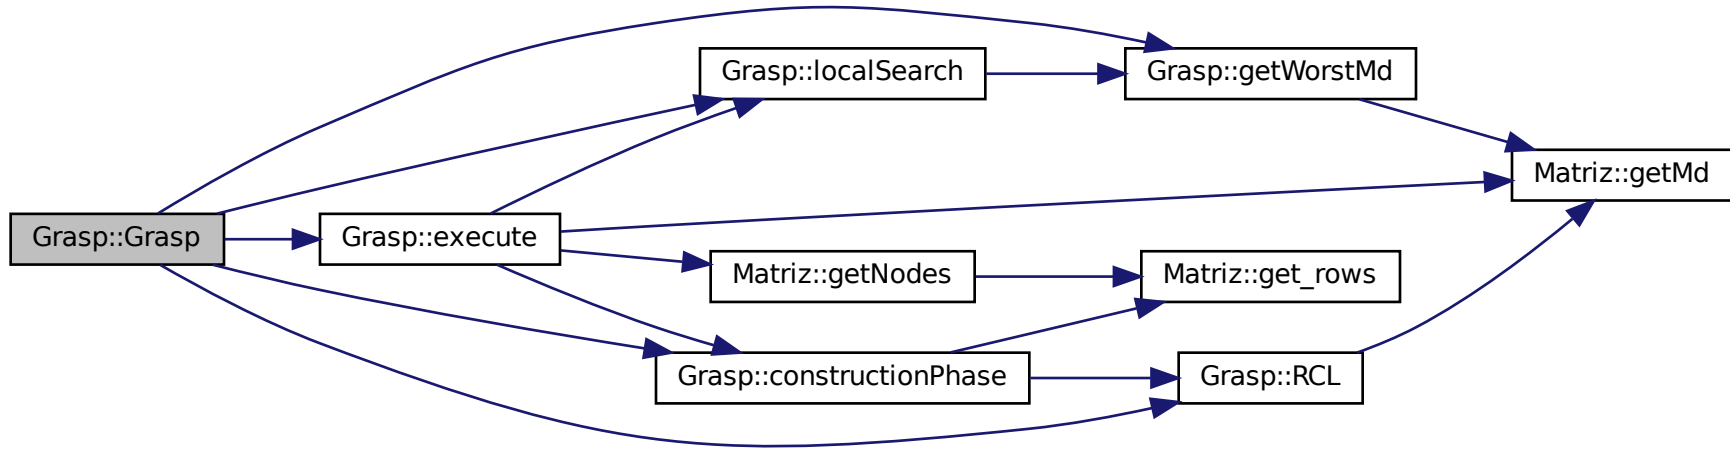 Grasp::localSearch
Grasp::getWorstMd
Matriz::getMd
Grasp::Grasp
Grasp::execute
Matriz::getNodes
Matriz::get_rows
Grasp::constructionPhase
Grasp::RCL